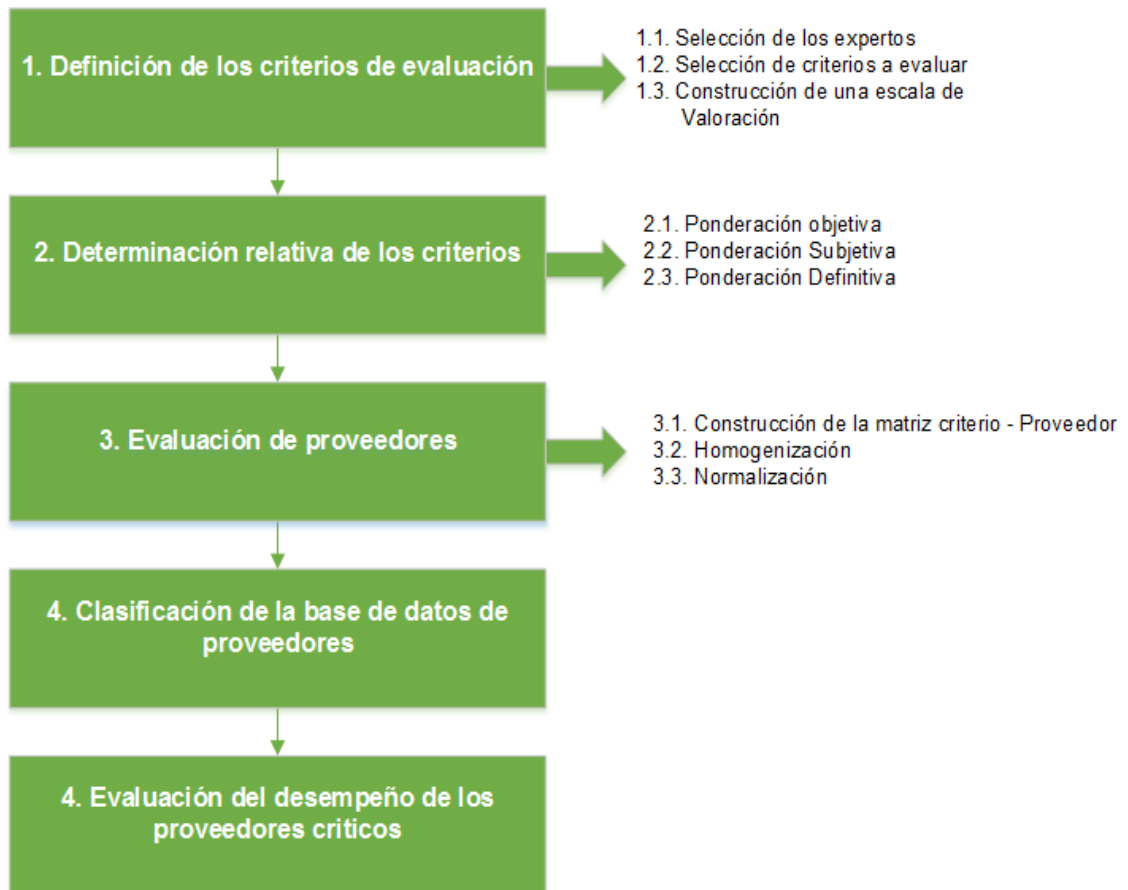 1. Definición de los criterios de evaluación
1.1. Selección de los expertos
1.2. Selección de criterios a evaluar
1.3. Construcción de una escala de
Valoración
2. Determinación relativa de los criterios
2.1. Ponderación objetiva
2.2. Ponderación Subjetiva
2.3. Ponderación Definitiva
3. Evaluación de proveedores
3.1. Construcción de la matriz criterio - Proveedor
3.2. Homogenización
3.3. Normalización
4. Clasificación de la base de datos de
proveedores
4. Evaluación del desempeño de los
proveedores criticos